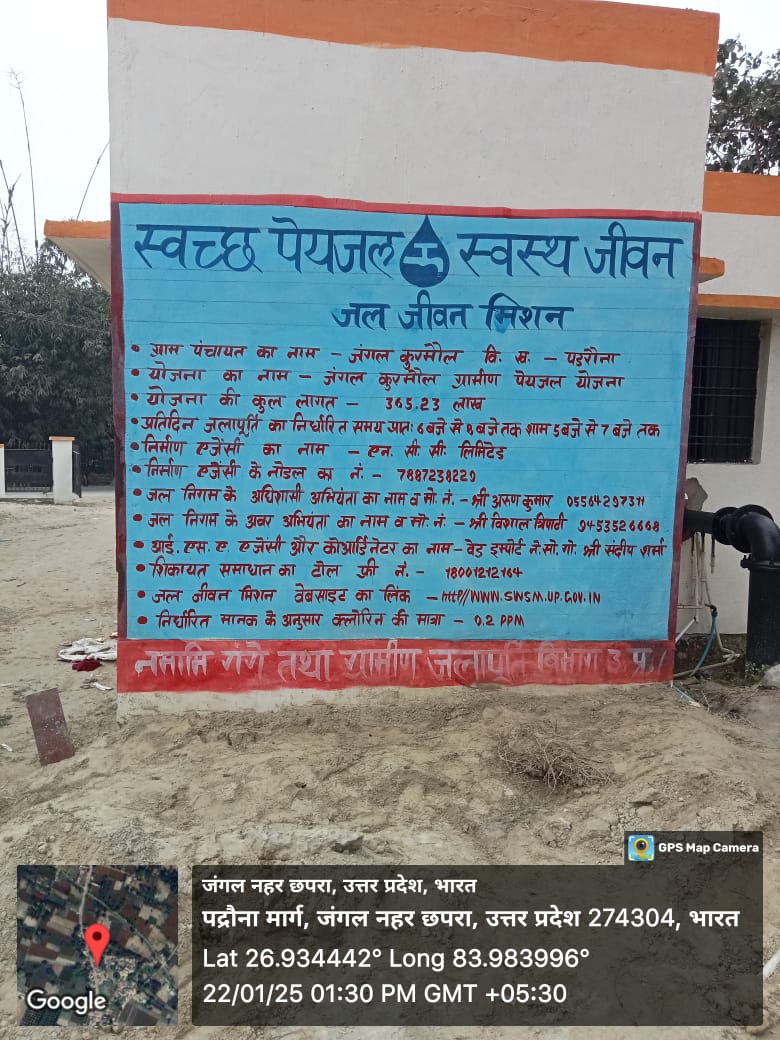 स्वच्छ पेयजल स्वस्थ जीवन
जल जीवन मिशन
• ग्राम पंचायत का नाम - जंगल कुरमौल वि. ख. - पडरौना
• योजना का नाम - जंगल कुरमौल ग्रामीण पेयजल योजना
• योजना की कुल लागत - 365.23 लाख
• प्रतिदिन जलापूर्ति का निर्धारित समय प्रातः 6 बजे से 8 बजे तक शाम 5 बजे से 7 बजे तक
• निर्माण एजेंसी का नाम - एन. सी. सी. लिमिटेड
• निर्माण एजेंसी के नोडल का नं. - 7887238229
• जल निगम के अधिशासी अभियंता का नाम व मो. नं. - श्री अरुण कुमार 05564297311
• जल निगम के अवर अभियंता का नाम व मो. नं - श्री विशाल त्रिपाठी 9453526668
• आई. एस. ए. एजेंसी और कोआर्डिनेटर का नाम - वेड इम्पोर्ट ने. सो. गो. श्री संदीप शर्मा
• शिकायत समाधान का टोल फ्री नं. - 18001212164
• जल जीवन मिशन वेबसाइट का लिंक - http//WWW.SWSM.UP.GOV.IN
• निर्धारित मानक के अनुसार क्लोरिन की मात्रा - 0.2 PPM
नमामि गंगे तथा ग्रामीण जलापूर्ति विभाग उ. प्र.
GPS Map Camera
जंगल नहर छपरा, उत्तर प्रदेश, भारत
पद्रौना मार्ग, जंगल नहर छपरा, उत्तर प्रदेश 274304, भारत
Lat 26.934442° Long 83.983996°
22/01/25 01:30 PM GMT +05:30
Google